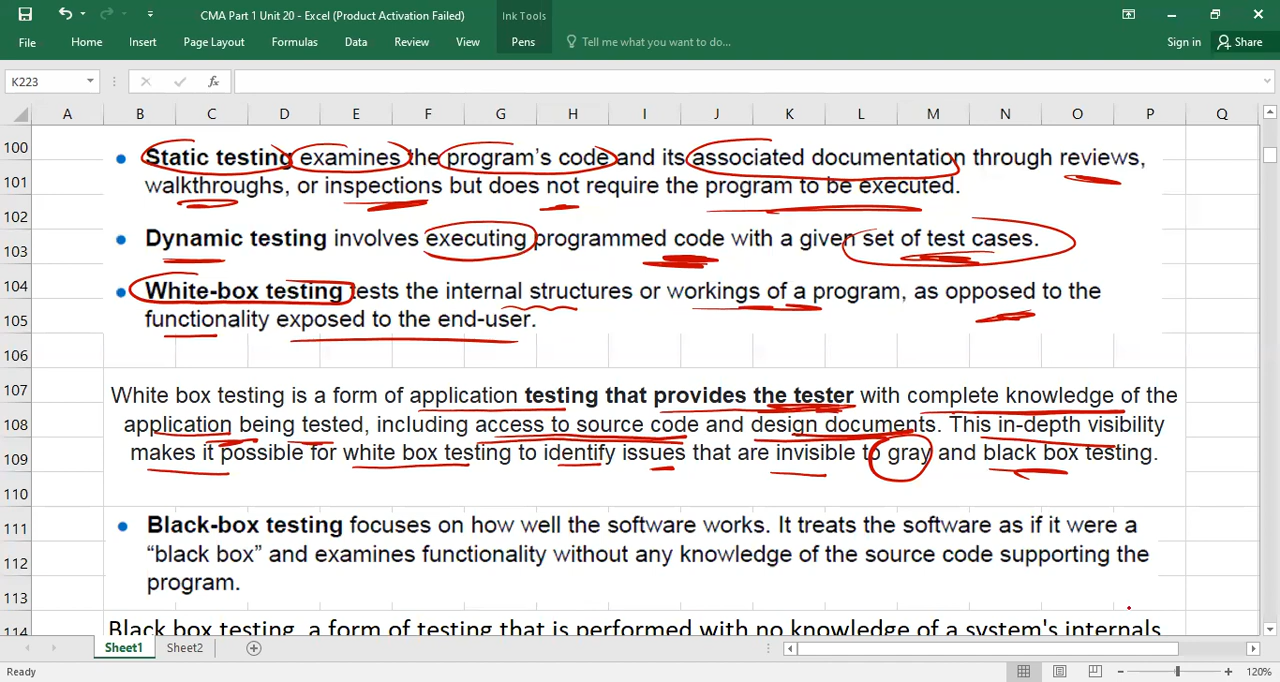 CMA Part 1 Unit 20 - Excel (Product Activation Failed)
Ink Tools
File Home Insert Page Layout Formulas Data Review View Pens Tell me what you want to do... Sign in Share
K223 fx
A B C D E F G H I J K L M N O P Q
100 Static testing examines the program's code and its associated documentation through reviews,
101 walkthroughs, or inspections but does not require the program to be executed.
102
103 Dynamic testing involves executing programmed code with a given set of test cases.
104 White-box testing tests the internal structures or workings of a program, as opposed to the
105 functionality exposed to the end-user.
106
107 White box testing is a form of application testing that provides the tester with complete knowledge of the
108 application being tested, including access to source code and design documents. This in-depth visibility
109 makes it possible for white box testing to identify issues that are invisible to gray and black box testing.
110
111 Black-box testing focuses on how well the software works. It treats the software as if it were a
112 “black box” and examines functionality without any knowledge of the source code supporting the
113 program.
114 Black box testing, a form of testing that is performed with no knowledge of a system's internals
Sheet1 Sheet2
Ready 120%